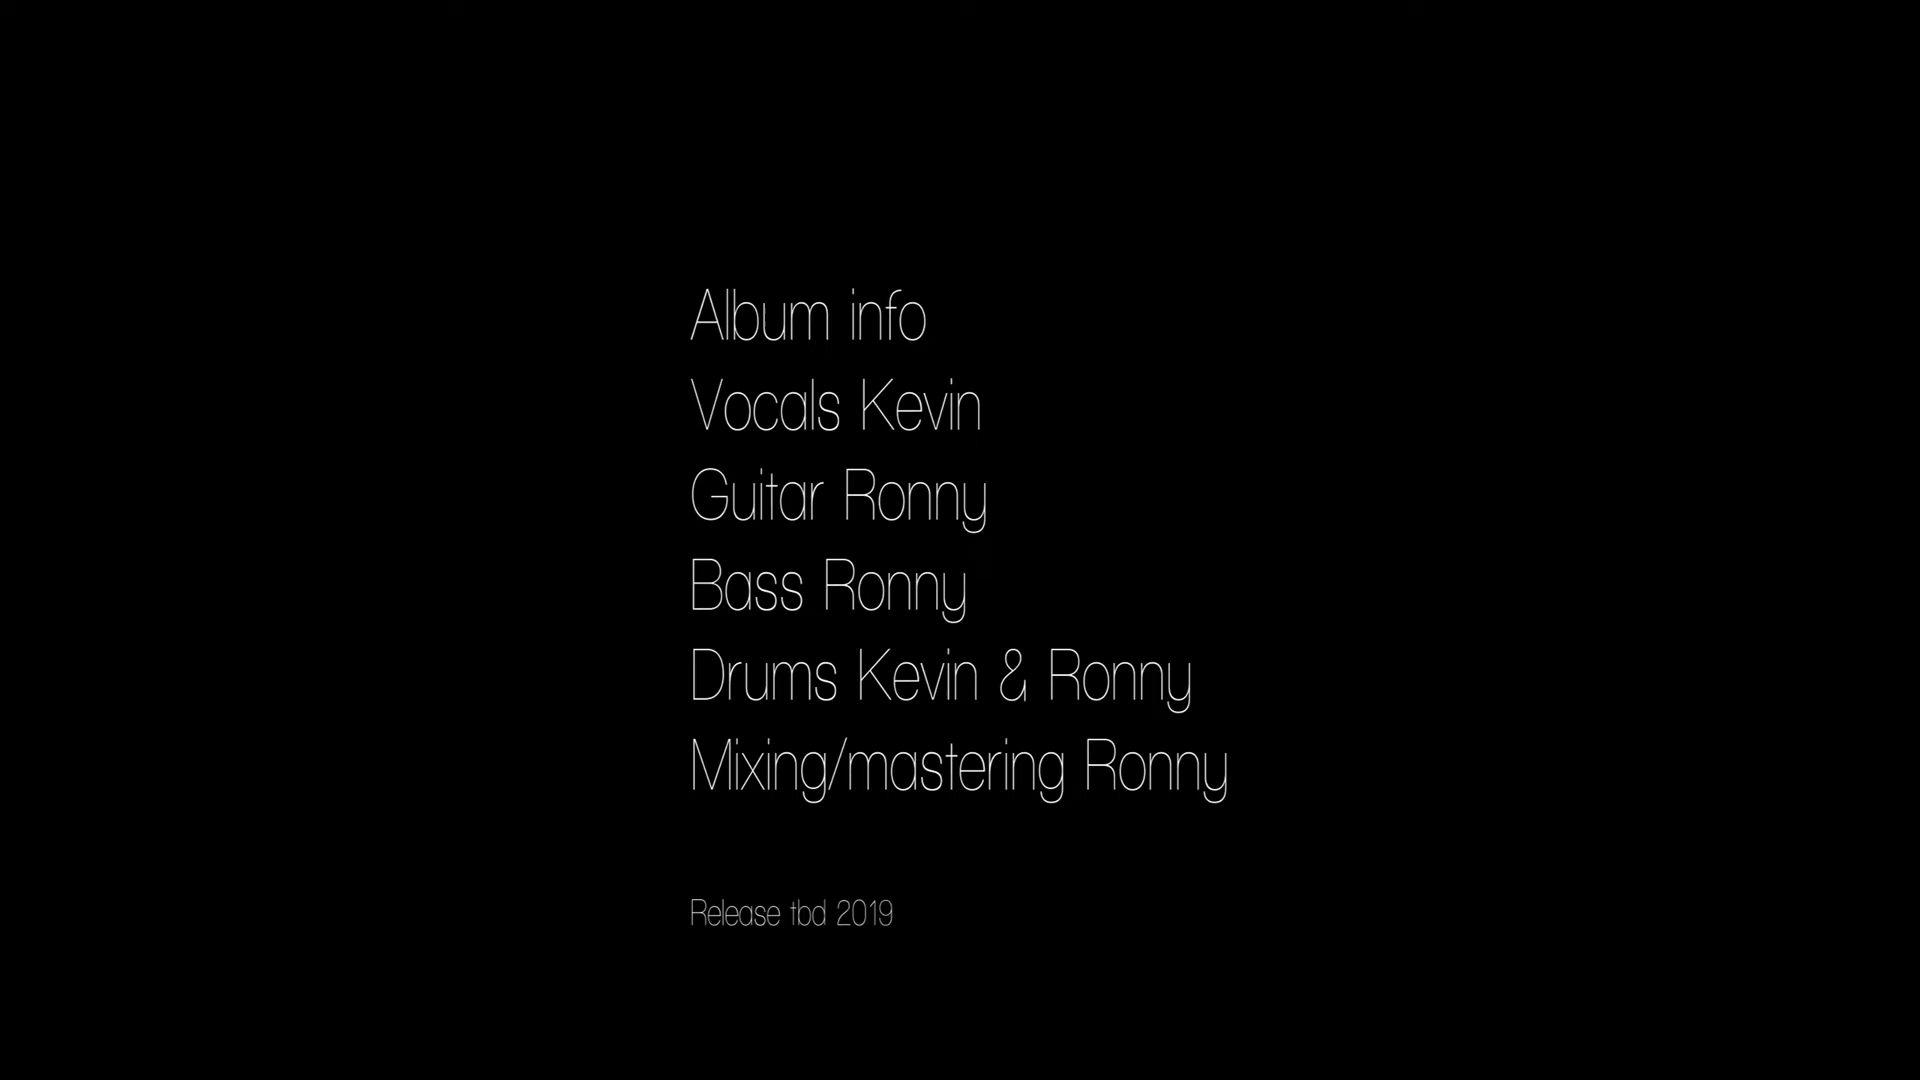 Album info
Vocals Kevin
Guitar Ronny
Bass Ronny
Drums Kevin & Ronny
Mixing/mastering Ronny
Release tbd 2019